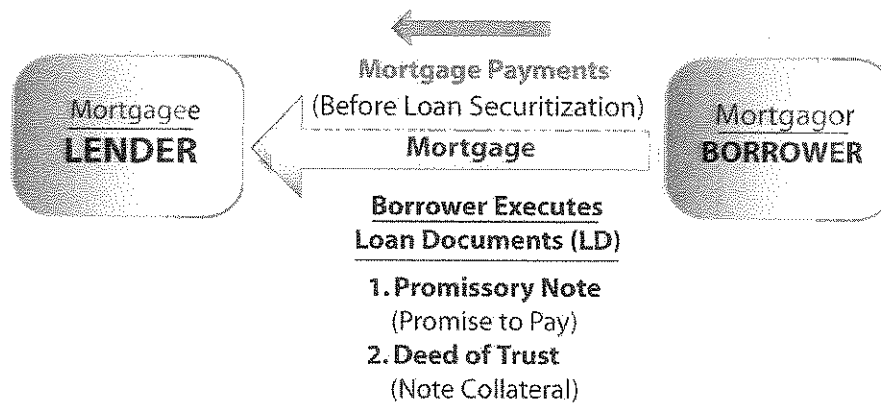 Mortgage Payments
(Before Loan Securitization)
Mortgagee
LENDER
Mortgage
Mortgagor
BORROWER
Borrower Executes
Loan Documents (LD)
1. Promissory Note
(Promise to Pay)
2. Deed of Trust
(Note Collateral)